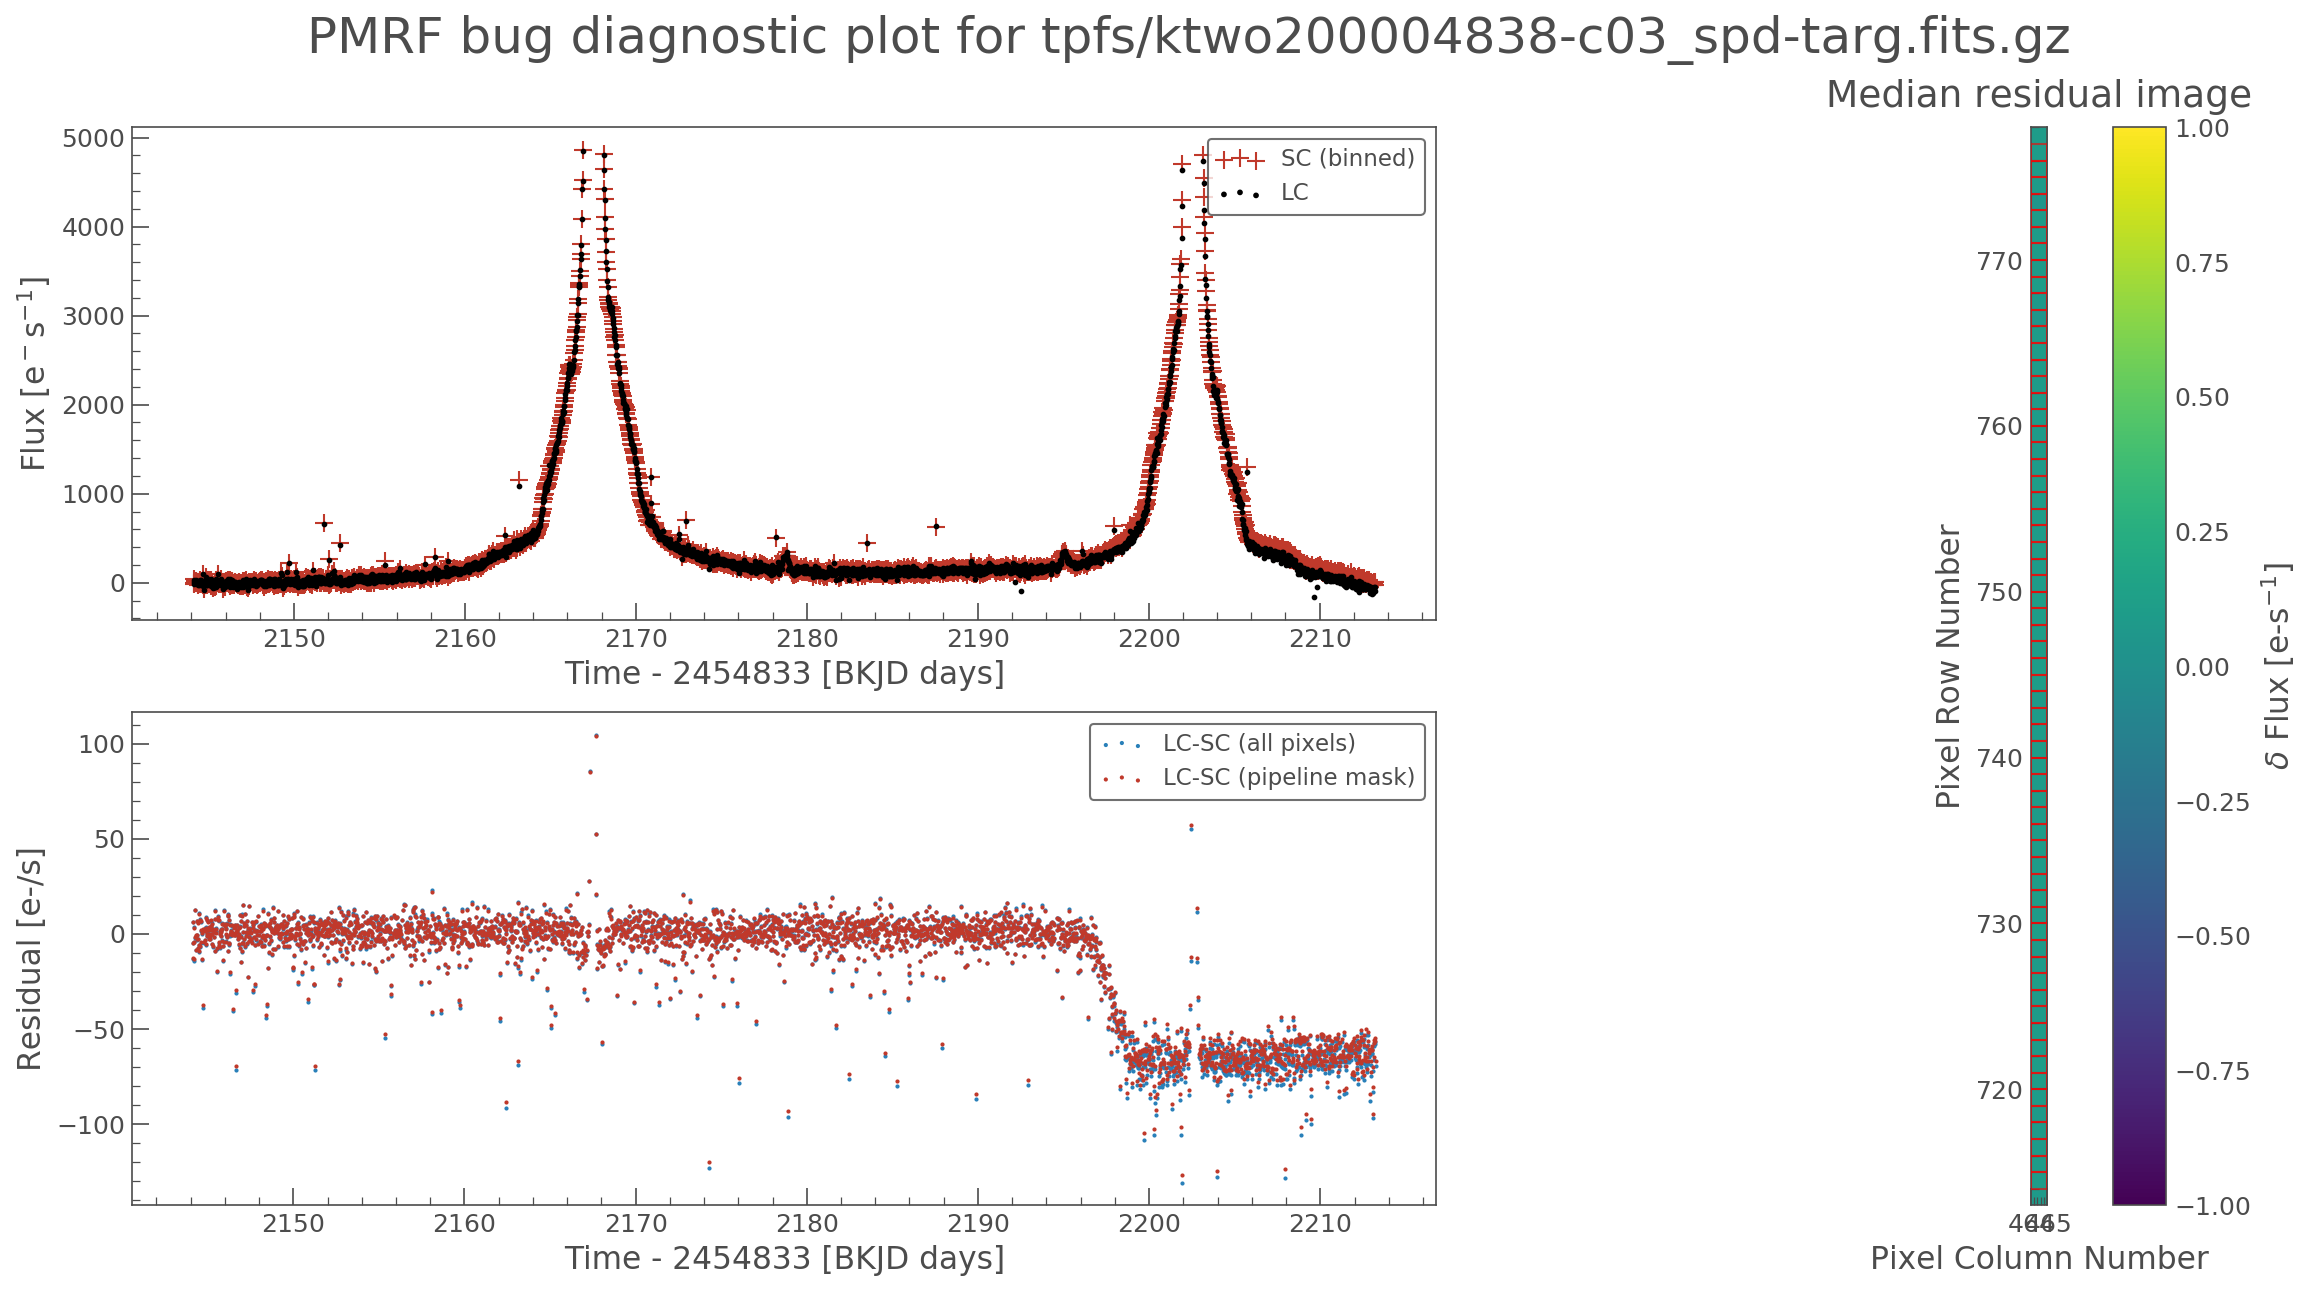 PMRF bug diagnostic plot for tpfs/ktwo200004838-c03_spd-targ.fits.gz
5000
4000
3000
2000
1000
0
Flux [e⁻ s⁻¹]
SC (binned)
LC
2150 2160 2170 2180 2190 2200 2210
Time - 2454833 [BKJD days]
100
50
0
−50
−100
Residual [e-/s]
LC-SC (all pixels)
LC-SC (pipeline mask)
2150 2160 2170 2180 2190 2200 2210
Time - 2454833 [BKJD days]
Median residual image
770
760
750
740
730
720
Pixel Row Number
464 465
Pixel Column Number
1.00
0.75
0.50
0.25
0.00
−0.25
−0.50
−0.75
−1.00
δ Flux [e-s⁻¹]